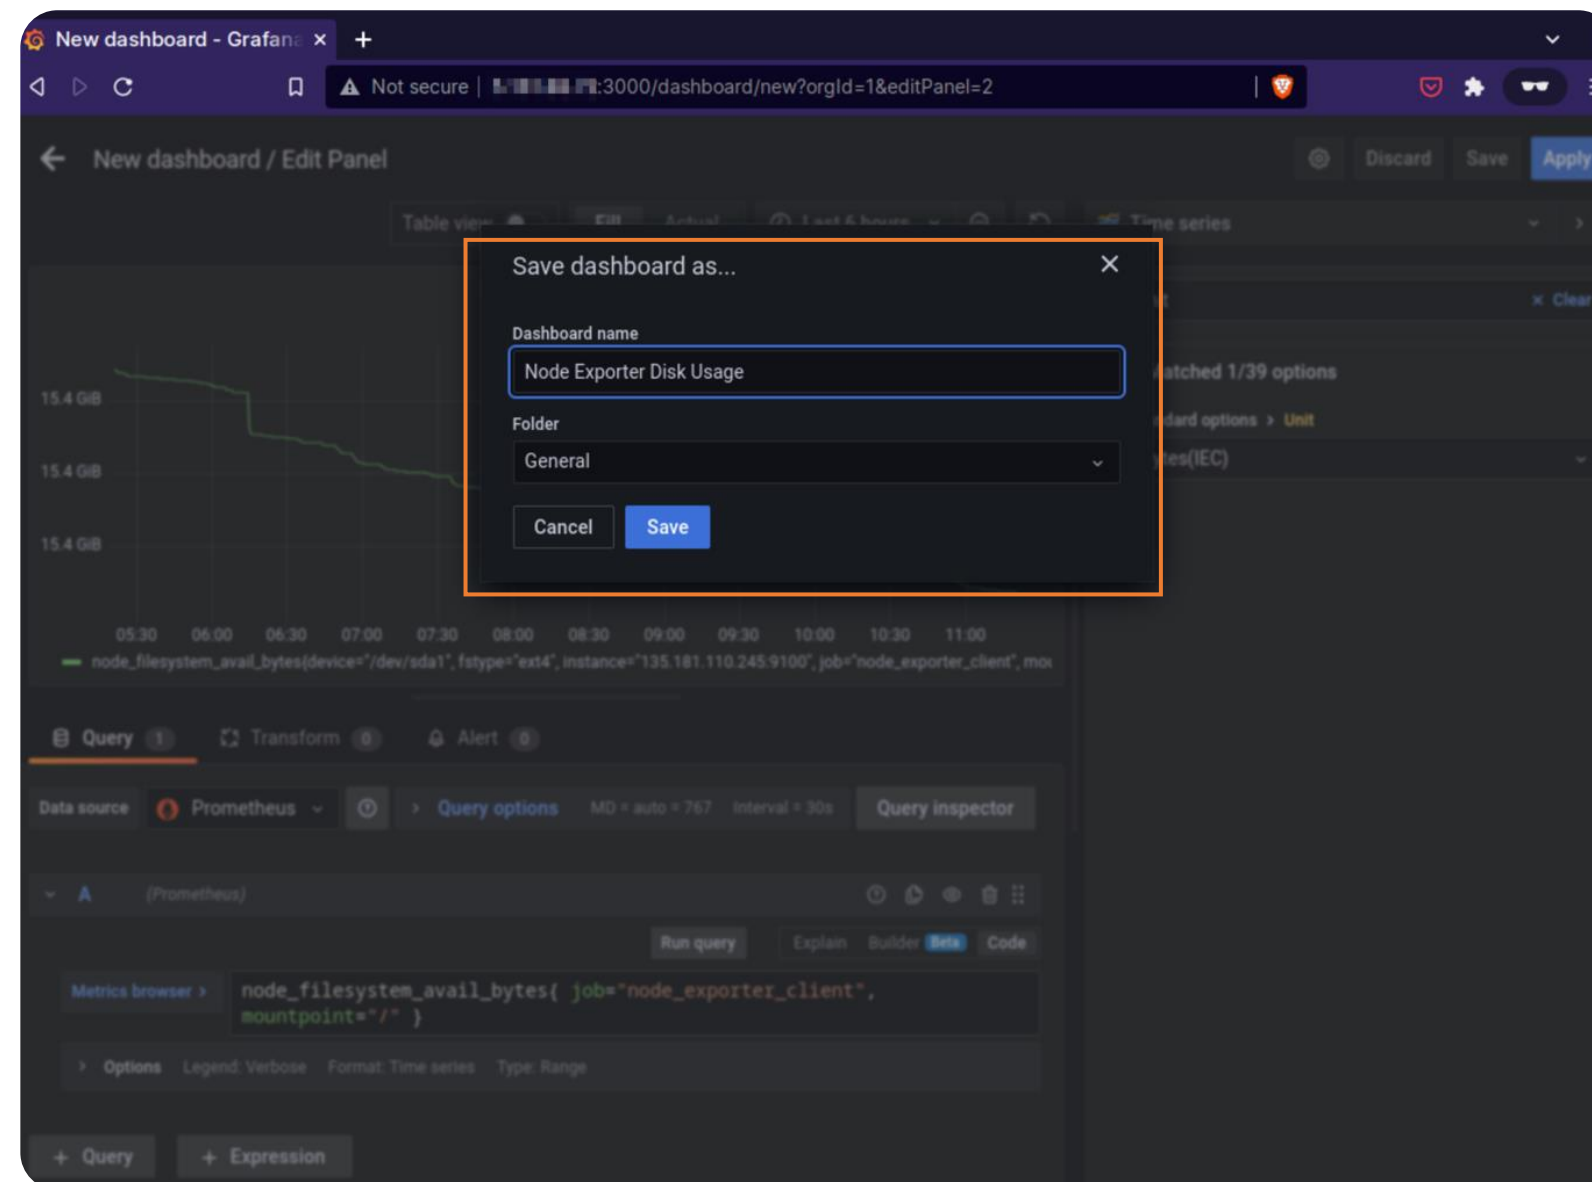 New dashboard - Grafana
Not secure :3000/dashboard/new?orgId=1&editPanel=2
New dashboard / Edit Panel
Discard Save Apply
Table view Fill Actual Last 6 hours Time series
Save dashboard as...
Clear
Dashboard name
Node Exporter Disk Usage
Matched 1/39 options
15.4 GiB
Folder
Unit
General
15.4 GiB
Cancel Save
15.4 GiB
05:30 06:00 06:30 07:00 07:30 08:00 08:30 09:00 09:30 10:00 10:30 11:00
node_filesystem_avail_bytes{device="/dev/sda1", fstype="ext4", instance="135.181.110.245:9100", job="node_exporter_client",
Query 1 Transform 0 Alert 0
Data source Prometheus Query options MD = auto = 767 Interval = 30s Query inspector
A (Prometheus)
Run query Explain Builder Beta Code
Metrics browser > node_filesystem_avail_bytes{ job="node_exporter_client",
mountpoint="/" }
> Options Legend: Verbose Format: Time series Type: Range
+ Query + Expression